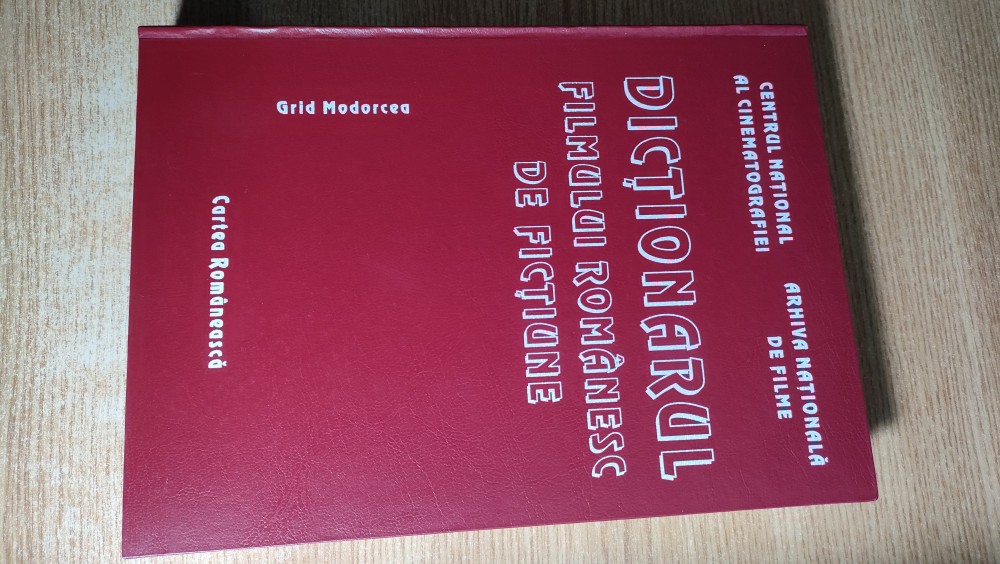 CENTRUL NAȚIONAL
AL CINEMATOGRAFIEI
ARHIVA NAȚIONALĂ
DE FILME
DICȚIONARUL
FILMULUI ROMÂNESC
DE FICȚIUNE
Grid Modorcea
Cartea Românească